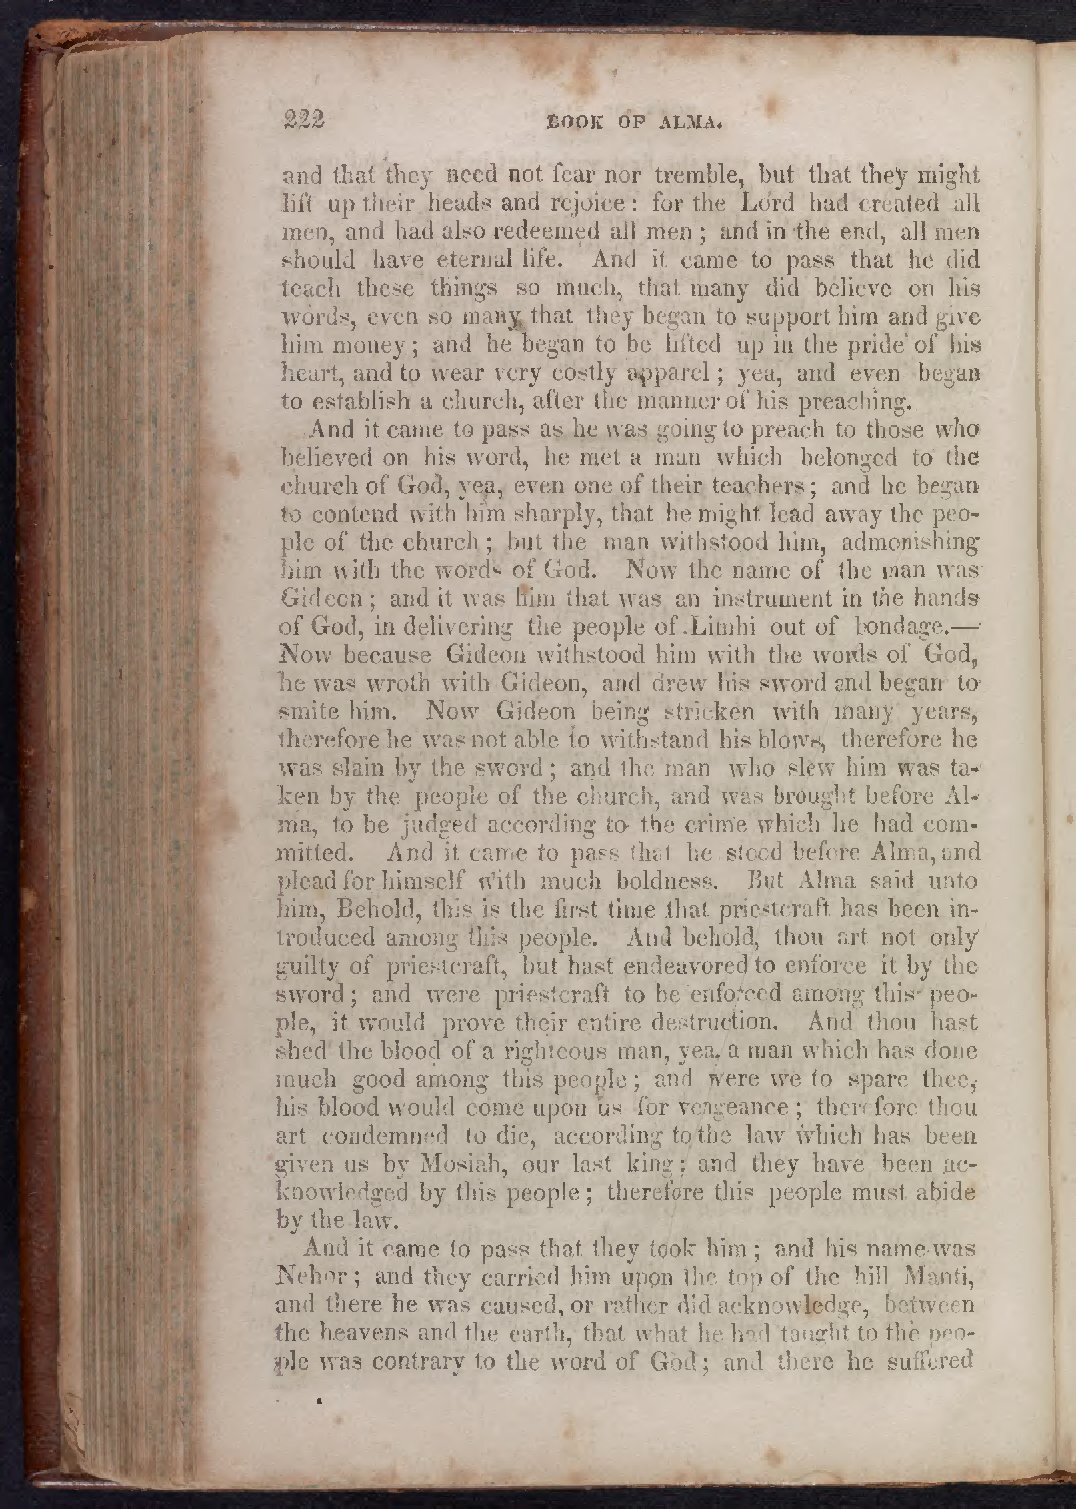 222 BOOK OF ALMA.
and that they need not fear nor tremble, but that they might
lift up their heads and rejoice: for the Lord had created all
men, and had also redeemed all men; and in the end, all men
should have eternal life. And it came to pass that he did
teach these things so much, that many did believe on his
words, even so many that they began to support him and give
him money; and he began to be lifted up in the pride of his
heart, and to wear very costly apparel; yea, and even began
to establish a church, after the manner of his preaching.
And it came to pass as he was going to preach to those who
believed on his word, he met a man which belonged to the
church of God, yea, even one of their teachers; and he began
to contend with him sharply, that he might lead away the peo-
ple of the church; but the man withstood him, admonishing
him with the words of God. Now the name of the man was
Gideon; and it was him that was an instrument in the hands
of God, in delivering the people of Limhi out of bondage.—
Now because Gideon withstood him with the words of God,
he was wroth with Gideon, and drew his sword and began to
smite him. Now Gideon being stricken with many years,
therefore he was not able to withstand his blows, therefore he
was slain by the sword; and the man who slew him was ta-
ken by the people of the church, and was brought before Al-
ma, to be judged according to the crime which he had com-
mitted. And it came to pass that he stood before Alma, and
plead for himself with much boldness. But Alma said unto
him, Behold, this is the first time that priestcraft has been in-
troduced among this people. And behold, thou art not only
guilty of priestcraft, but hast endeavored to enforce it by the
sword; and were priestcraft to be enforced among this peo-
ple, it would prove their entire destruction. And thou hast
shed the blood of a righteous man, yea, a man which has done
much good among this people; and were we to spare thee,
his blood would come upon us for vengeance; therefore thou
art condemned to die, according to the law which has been
given us by Mosiah, our last king; and they have been ac-
knowledged by this people; therefore this people must abide
by the law.
And it came to pass that they took him; and his name was
Nehor; and they carried him upon the top of the hill Manti,
and there he was caused, or rather did acknowledge, between
the heavens and the earth, that what he had taught to the peo-
ple was contrary to the word of God; and there he suffered